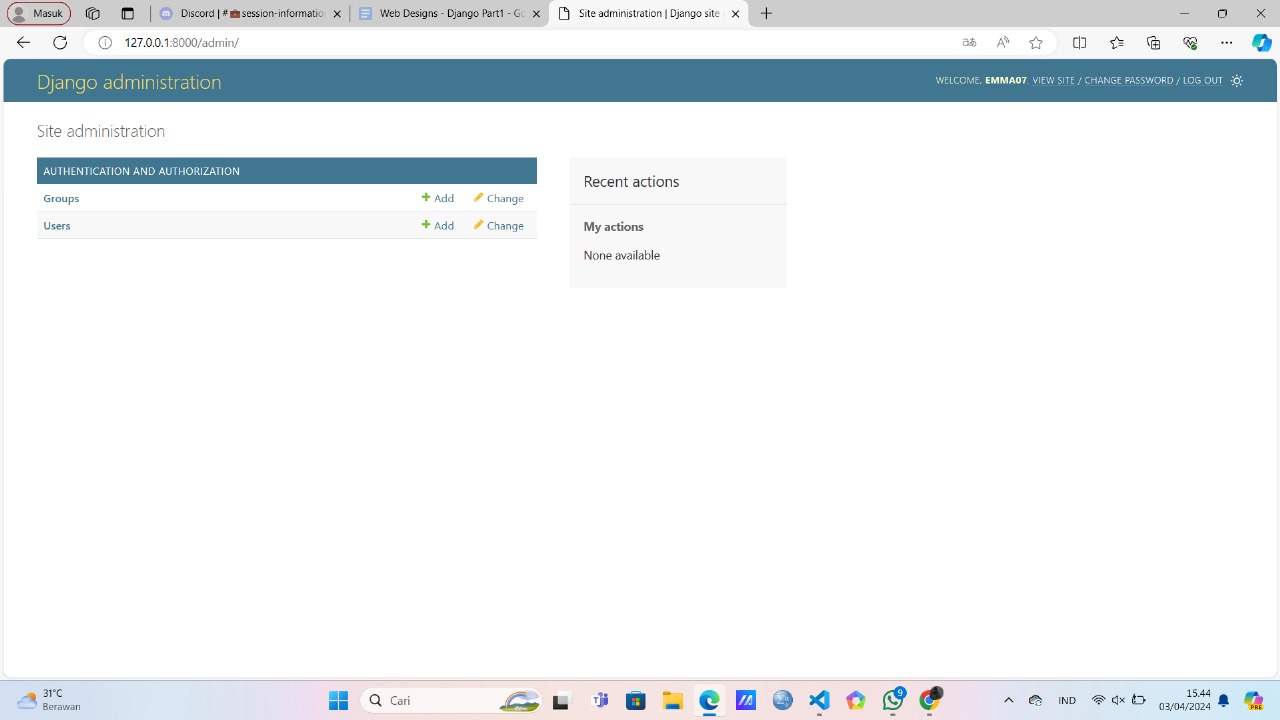 Masuk
Discord | #💼session-informatio
Web Designs - Django Part1 - Go
Site administration | Django site
127.0.0.1:8000/admin/
Django administration
WELCOME, EMMA07. VIEW SITE / CHANGE PASSWORD / LOG OUT
Site administration
AUTHENTICATION AND AUTHORIZATION
Groups Add Change
Users Add Change
Recent actions
My actions
None available
31°C
Berawan
Cari
9
IND
15.44
03/04/2024
PRE